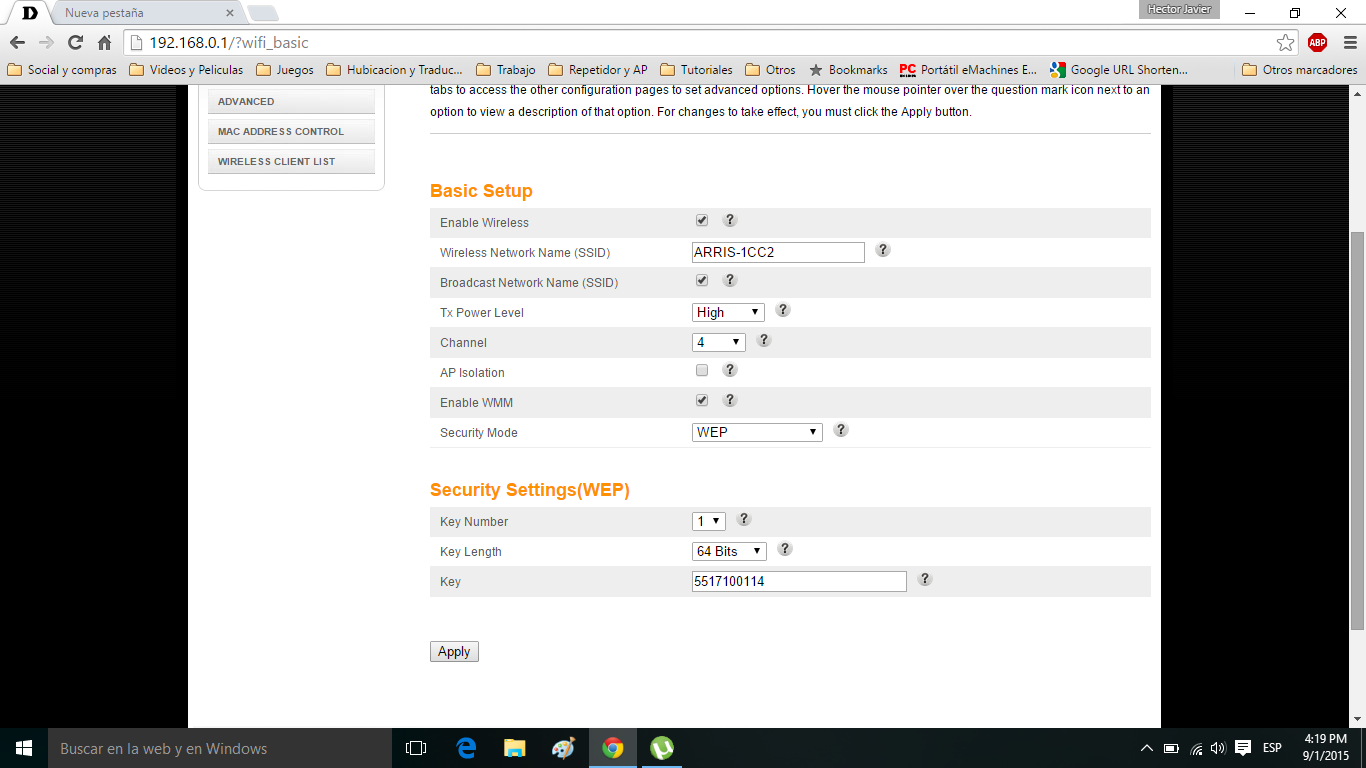 Nueva pestaña
Hector Javier
192.168.0.1/?wifi_basic
ABP
Social y compras
Videos y Peliculas
Juegos
Hubicacion y Traduc...
Trabajo
Repetidor y AP
Tutoriales
Otros
Bookmarks
PC
Portátil eMachines E...
Google URL Shorten...
Otros marcadores
ADVANCED
MAC ADDRESS CONTROL
WIRELESS CLIENT LIST
tabs to access the other configuration pages to set advanced options. Hover the mouse pointer over the question mark icon next to an
option to view a description of that option. For changes to take effect, you must click the Apply button.
Basic Setup
Enable Wireless ?
Wireless Network Name (SSID) ARRIS-1CC2 ?
Broadcast Network Name (SSID) ?
Tx Power Level High ?
Channel 4 ?
AP Isolation ?
Enable WMM ?
Security Mode WEP ?
Security Settings(WEP)
Key Number 1 ?
Key Length 64 Bits ?
Key 5517100114 ?
Apply
Buscar en la web y en Windows
ESP
4:19 PM
9/1/2015